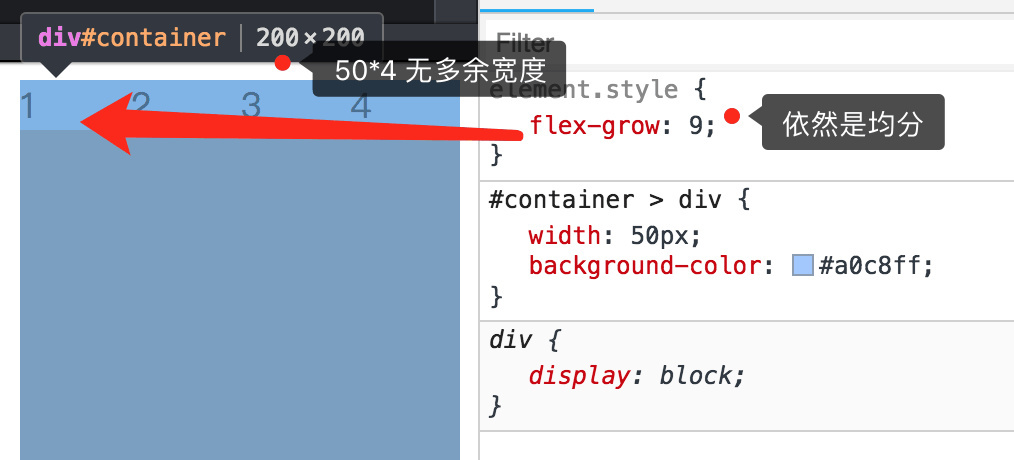 div#container | 200×200
Filter
50*4 无多余宽度
1 2 3 4
element.style {
flex-grow: 9;
依然是均分
}
#container > div {
width: 50px;
background-color: #a0c8ff;
}
div {
display: block;
}